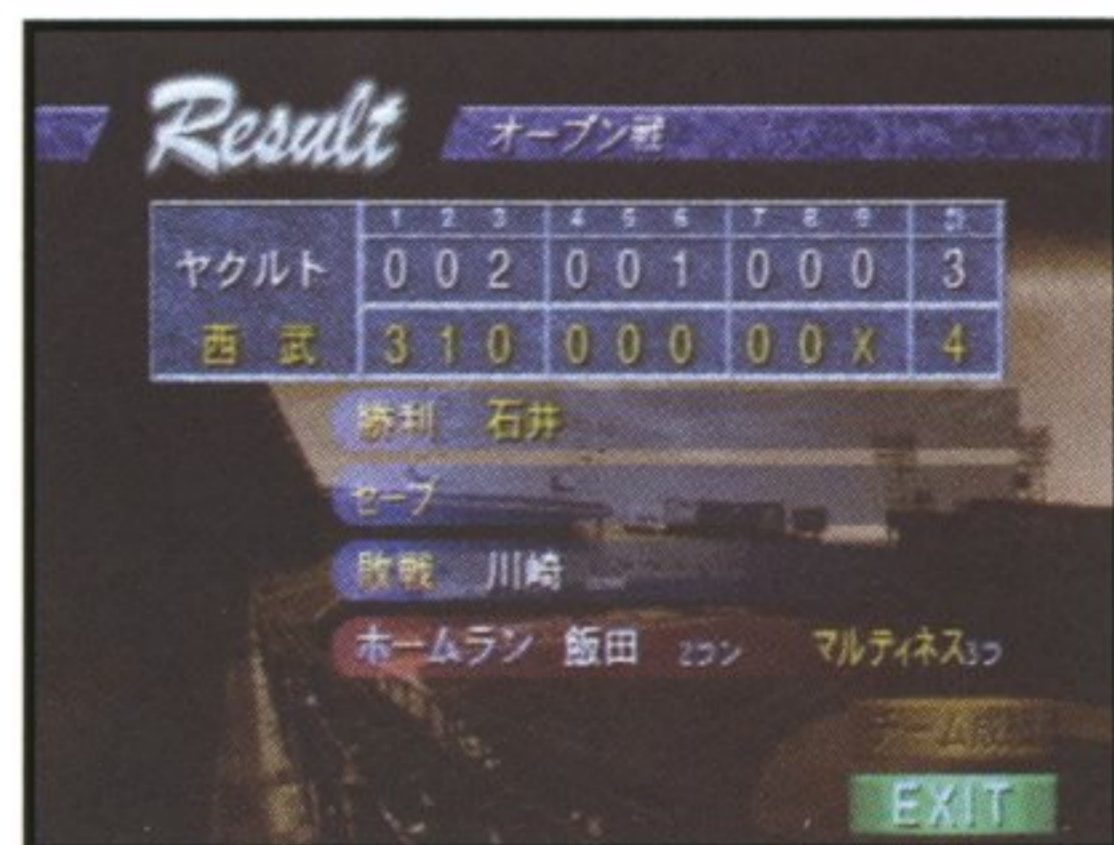 Result オープン戦
1 2 3 4 5 6 7 8 9 計
ヤクルト 0 0 2 0 0 1 0 0 0 3
西武 3 1 0 0 0 0 0 0 X 4
勝利 石井
セーブ
敗戦 川崎
ホームラン 飯田 2ラン マルティネス3ラ
チーム
EXIT